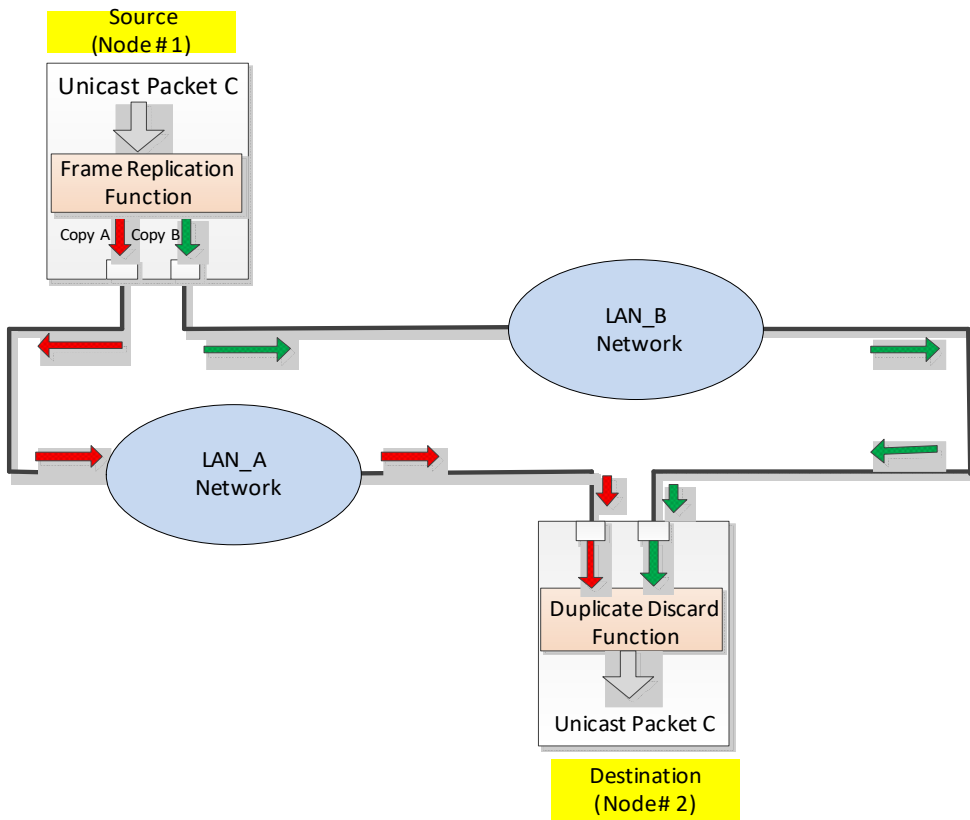 Source
(Node # 1)
Unicast Packet C
Frame Replication
Function
Copy A
Copy B
LAN_B
Network
LAN_A
Network
Duplicate Discard
Function
Unicast Packet C
Destination
(Node# 2)